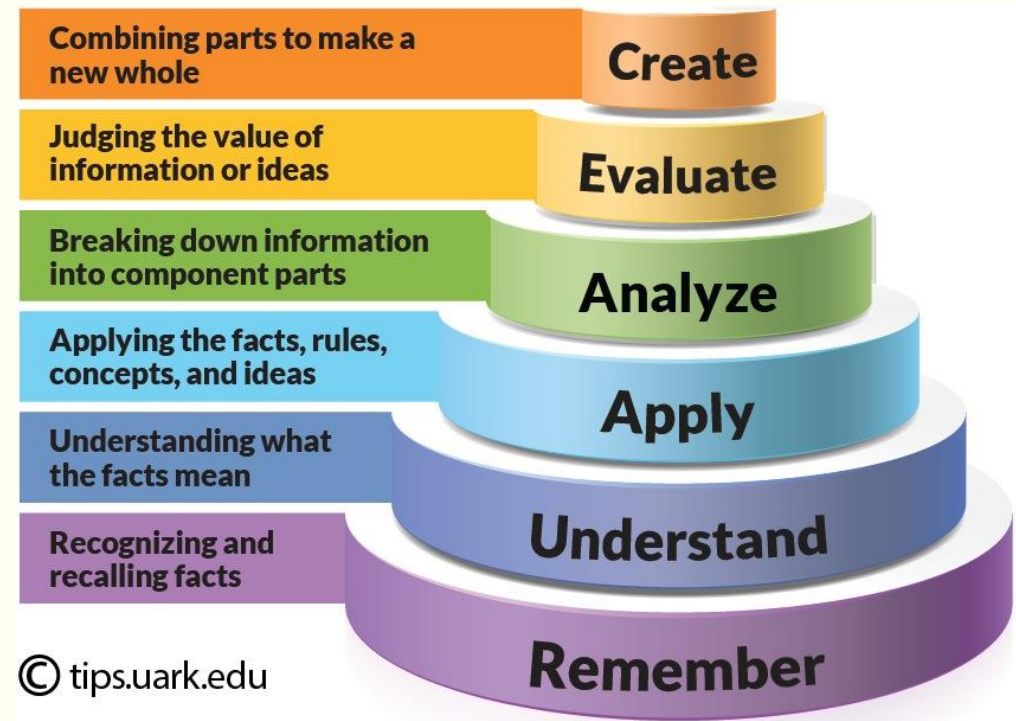 Combining parts to make a
new whole
Create
Judging the value of
information or ideas
Evaluate
Breaking down information
into component parts
Analyze
Applying the facts, rules,
concepts, and ideas
Apply
Understanding what
the facts mean
Understand
Recognizing and
recalling facts
Remember
© tips.uark.edu